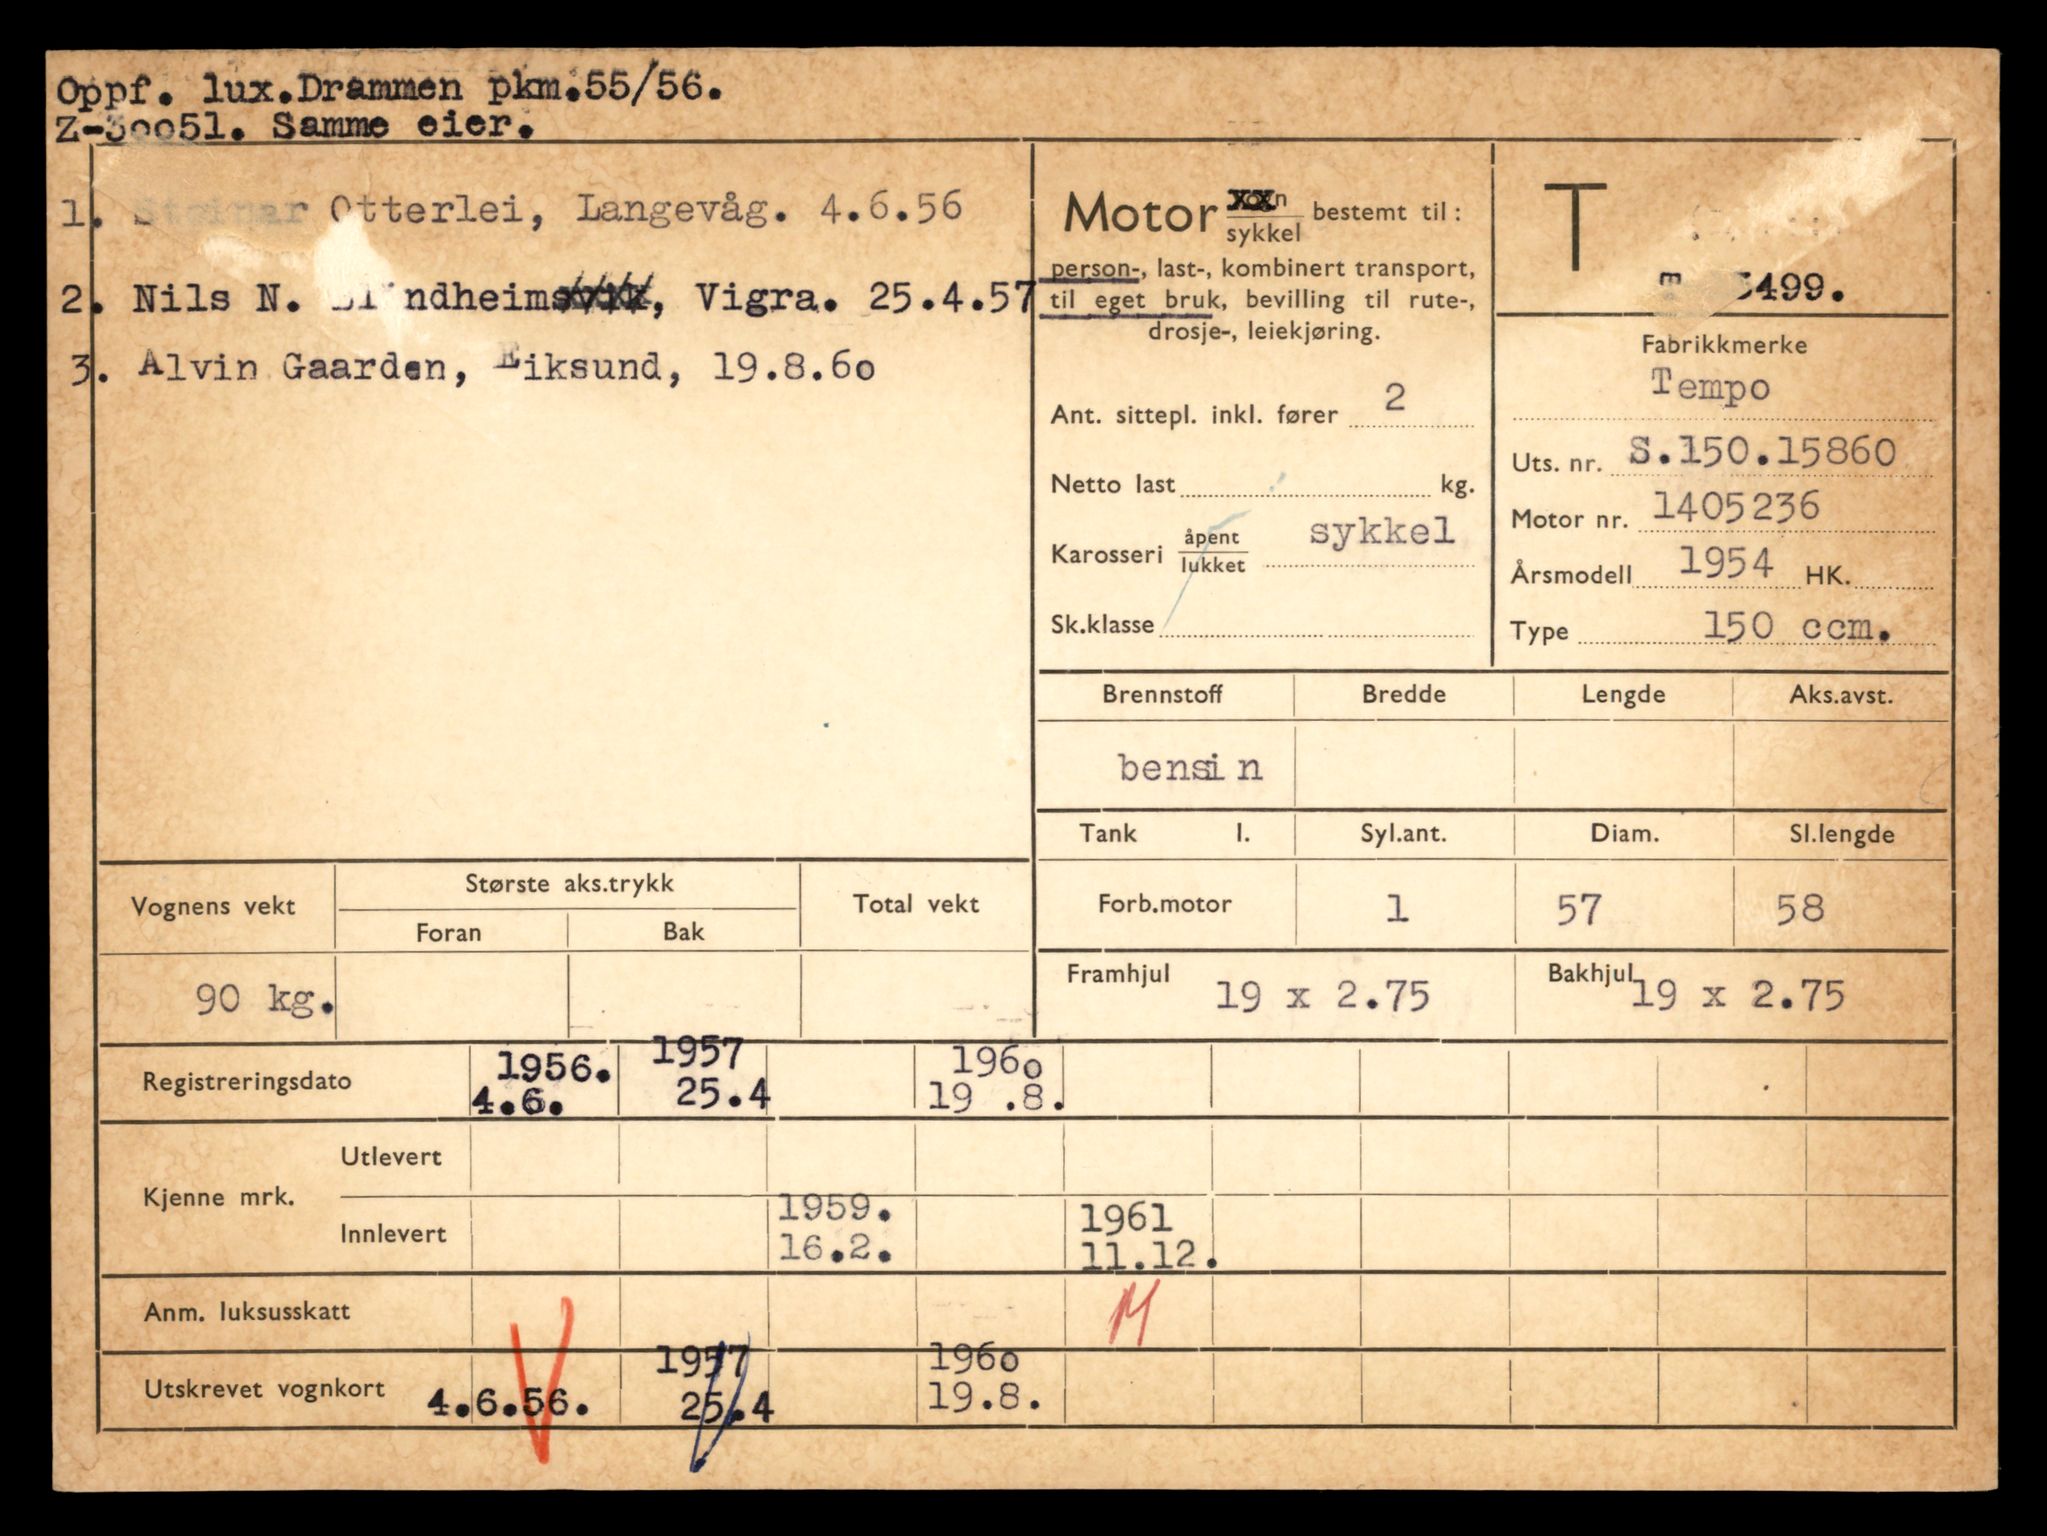 Oppf. lux.Drammen pkm.55/56.
Z-30051. Samme eier.
1. Steinar Otterlei, Langevåg. 4.6.56
2. Nils N. Blindheim, Vigra. 25.4.57
3. Alvin Gaarden, Eiksund, 19.8.60
Motor vogn/sykkel bestemt til:
person-, last-, kombinert transport,
til eget bruk, bevilling til rute-,
drosje-, leiekjøring.
Ant. sittepl. inkl. fører 2
Netto last kg.
Karosseri åpent/lukket sykkel
Sk.klasse
T
499.
Fabrikkmerke
Tempo
Uts. nr. S.150.15860
Motor nr. 1405236
Årsmodell 1954 HK.
Type 150 ccm.
Brennstoff Bredde Lengde Aks.avst.
bensin
Tank l. Syl.ant. Diam. Sl.lengde
Forb.motor 1 57 58
Framhjul 19 x 2.75 Bakhjul 19 x 2.75
Vognens vekt Største aks.trykk Total vekt
Foran Bak
90 kg.
Registreringsdato 1956. 1957 1960
4.6. 25.4 19 .8.
Kjenne mrk. Utlevert
Innlevert 1959. 1961
16.2. 11.12.
Anm. luksusskatt
Utskrevet vognkort 4.6.56. 1957 1960
25.4 19.8.